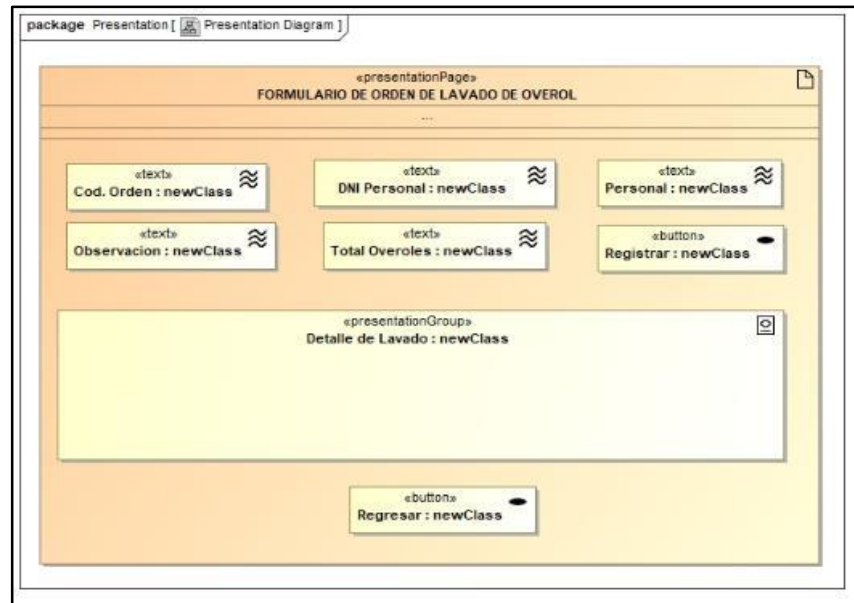 package Presentation [ Presentation Diagram ]
«presentationPage»
FORMULARIO DE ORDEN DE LAVADO DE OVEROL
...
«text»
Cod. Orden : newClass
«text»
DNI Personal : newClass
«text»
Personal : newClass
«text»
Observacion : newClass
«text»
Total Overoles : newClass
«button»
Registrar : newClass
«presentationGroup»
Detalle de Lavado : newClass
«button»
Regresar : newClass